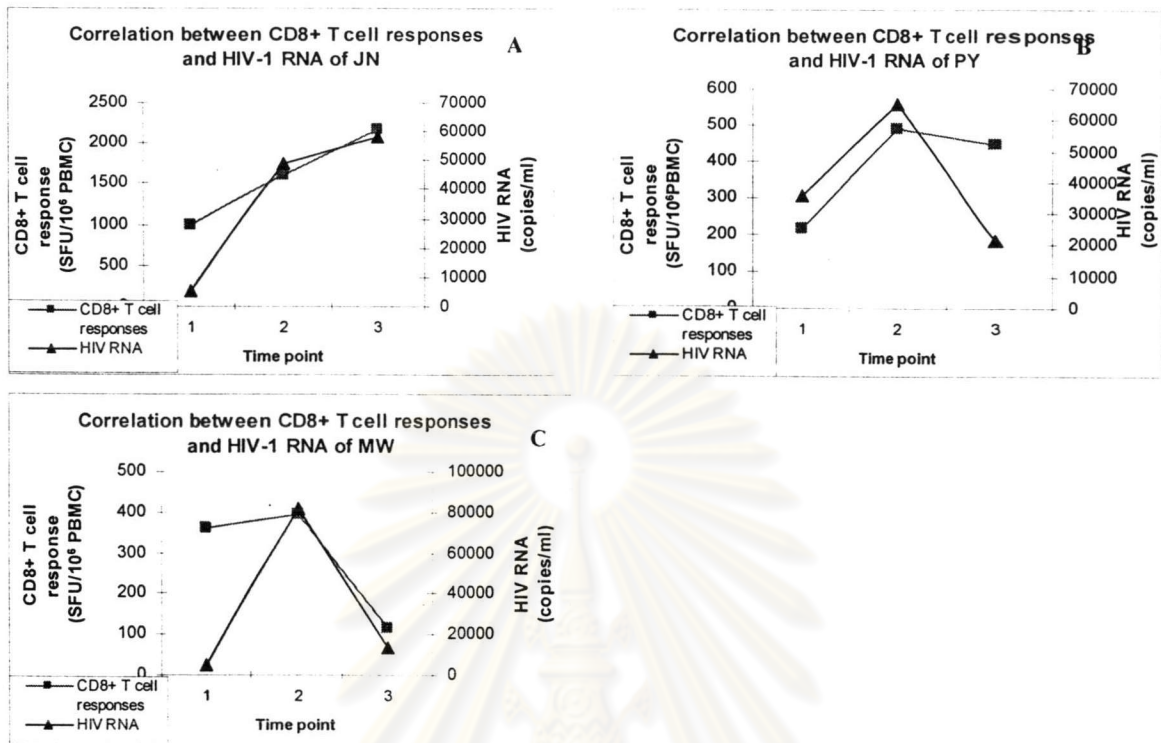 Correlation between CD8+ T cell responses
and HIV-1 RNA of JN
A
2500
2000
1500
1000
500
CD8+ T cell
response
(SFU/10⁶ PBMC)
70000
60000
50000
40000
30000
20000
10000
0
HIV RNA
(copies/ml)
1 2 3
Time point
CD8+ T cell
responses
HIV RNA
Correlation between CD8+ T cell responses
B
and HIV-1 RNA of PY
600
500
400
300
200
100
0
CD8+ T cell
response
(SFU/10⁶PBMC)
70000
60000
50000
40000
30000
20000
10000
0
HIV RNA
(copies/ml)
1 2 3
Time point
CD8+ T cell
responses
HIV RNA
Correlation between CD8+ T cell responses
and HIV-1 RNA of MW
C
500
400
300
200
100
0
CD8+ T cell
response
(SFU/10⁶ PBMC)
100000
80000
60000
40000
20000
0
HIV RNA
(copies/ml)
1 2 3
Time point
CD8+ T cell
responses
HIV RNA